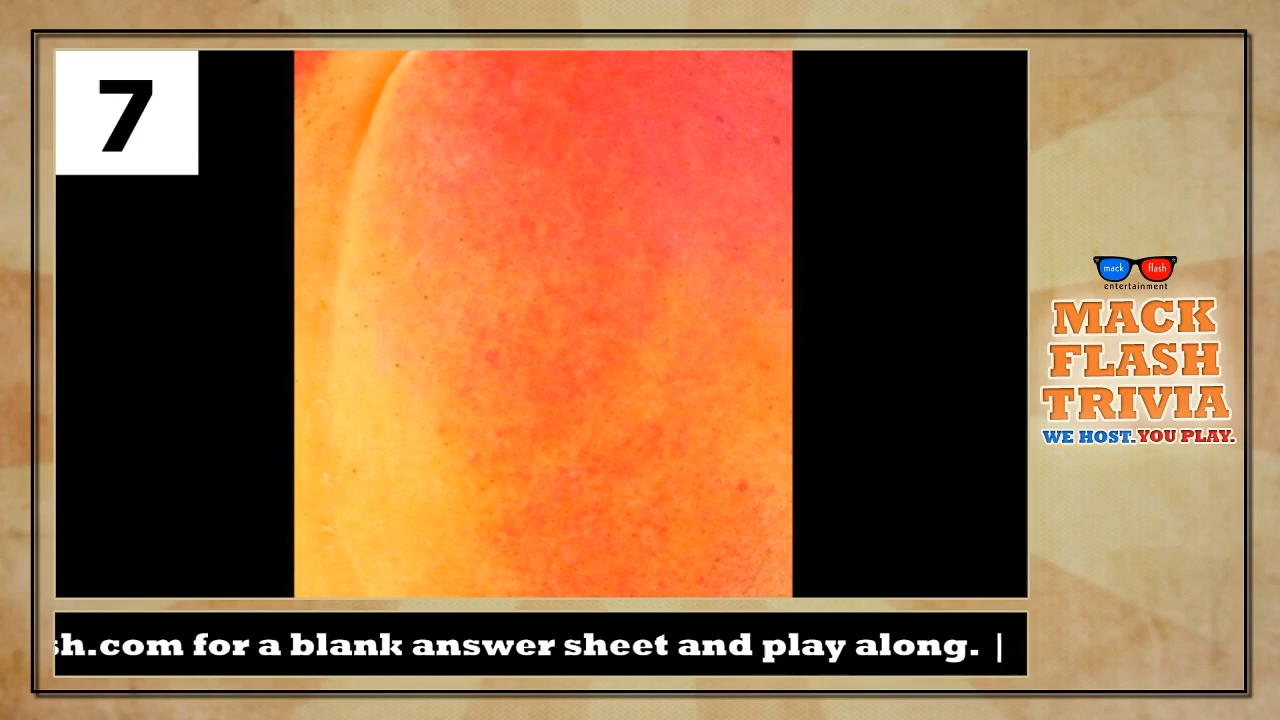 7
mack flash
entertainment
MACK
FLASH
TRIVIA
WE HOST. YOU PLAY.
sh.com for a blank answer sheet and play along. |